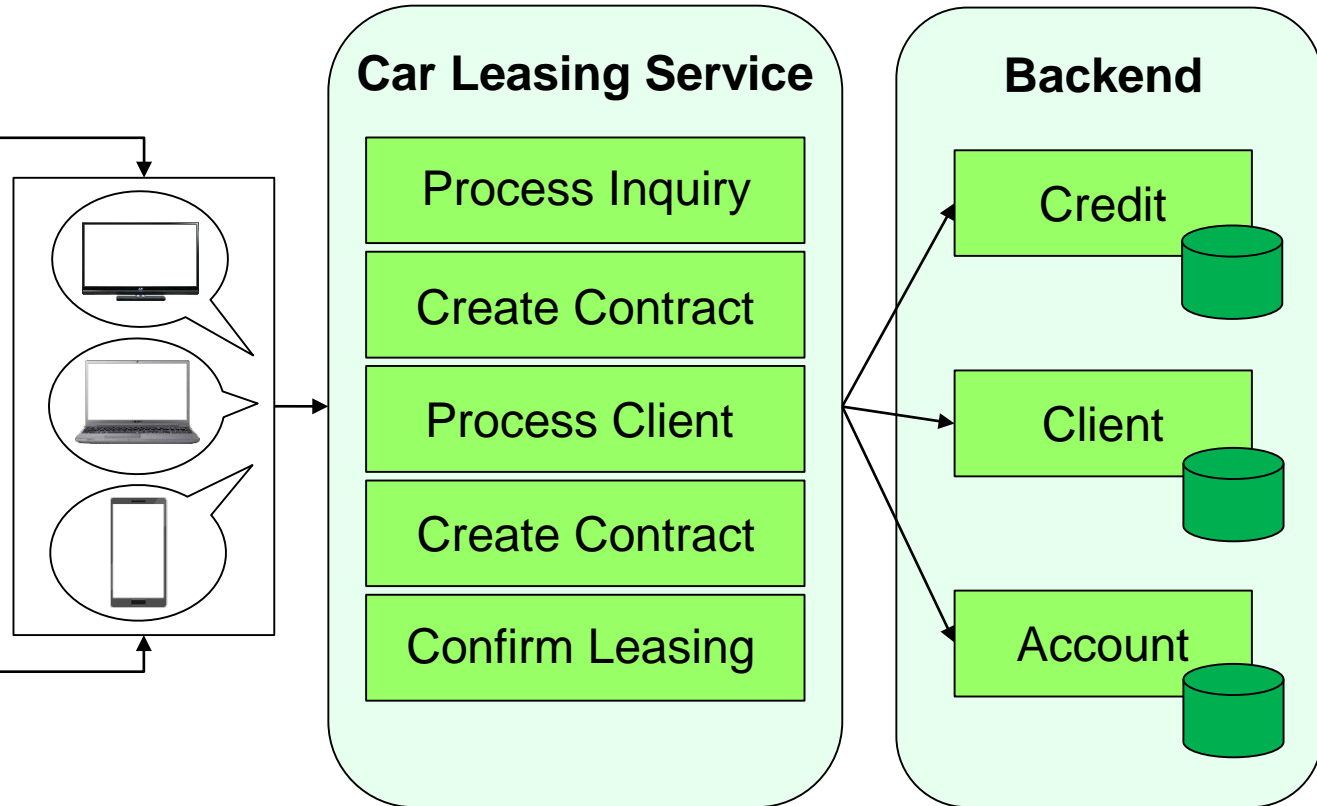 Car Leasing Service
Process Inquiry
Create Contract
Process Client
Create Contract
Confirm Leasing
Backend
Credit
Client
Account